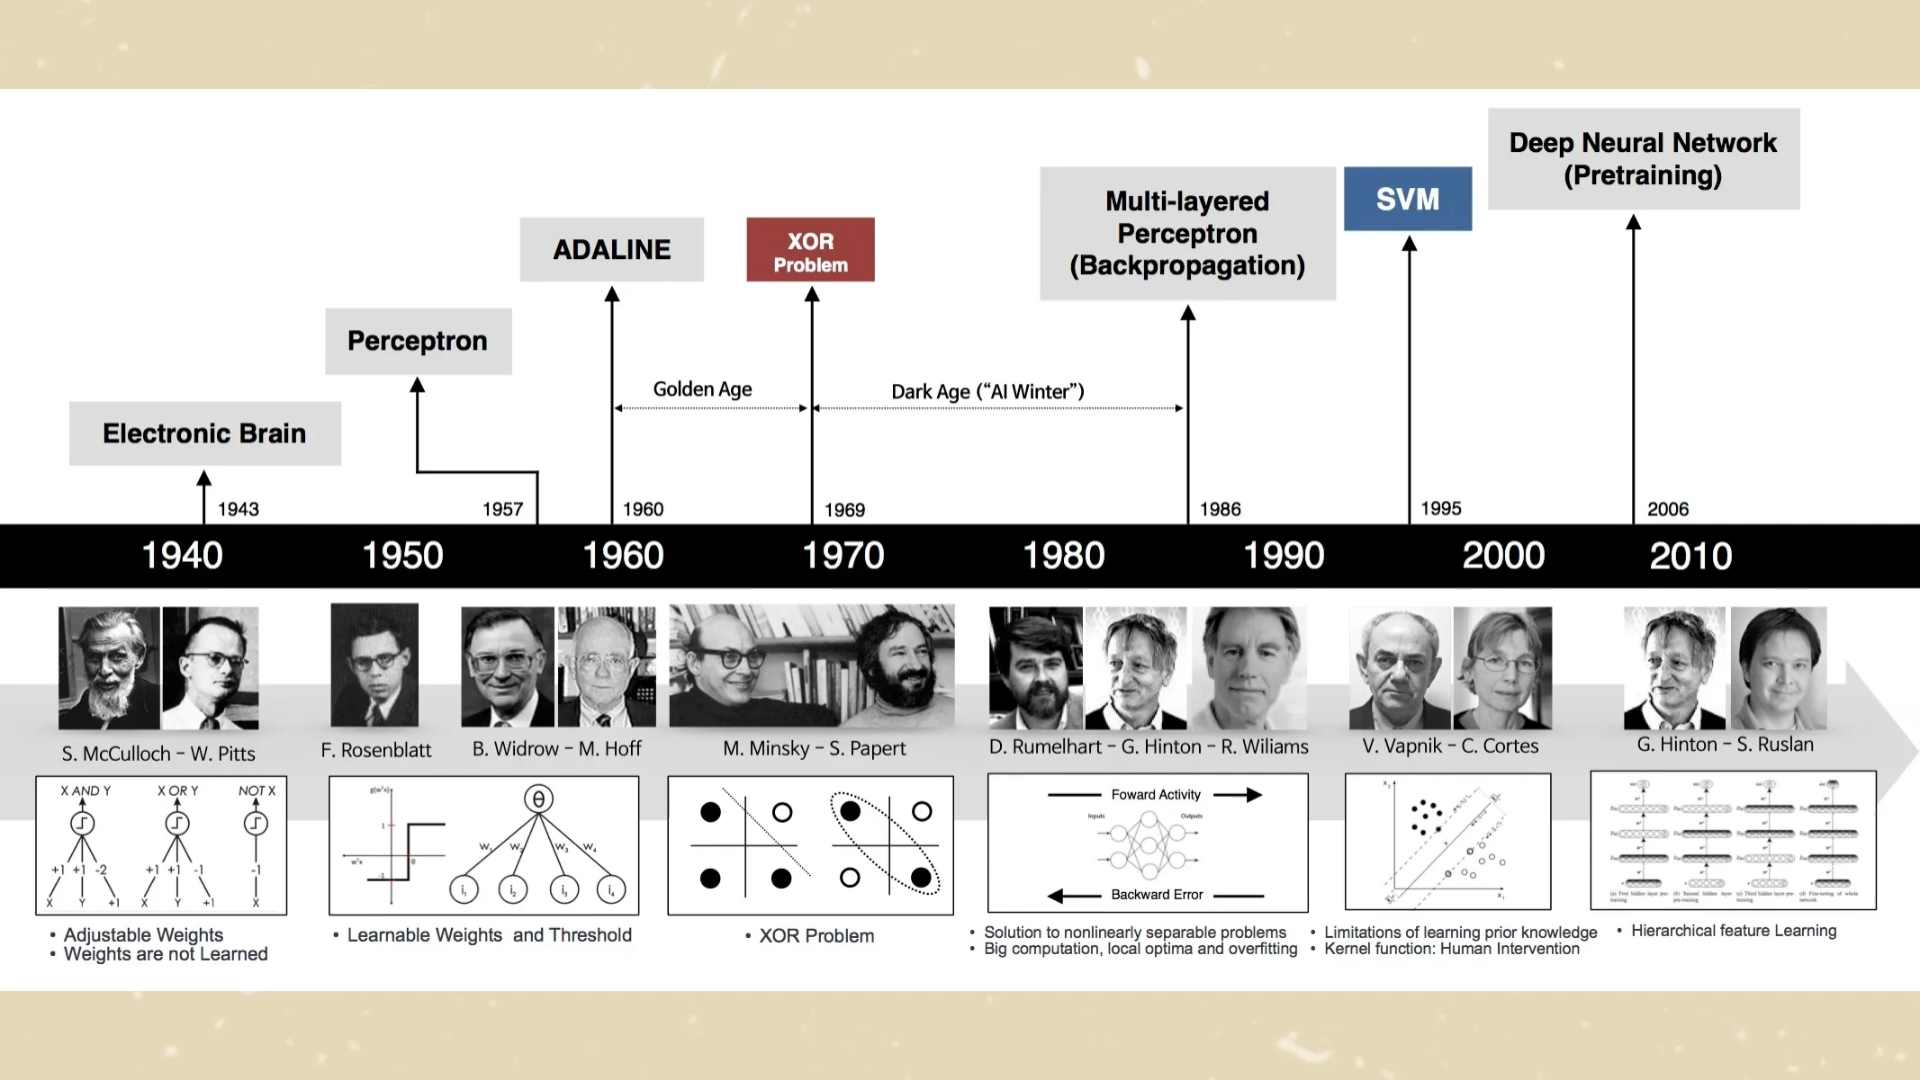 Deep Neural Network
(Pretraining)
Multi-layered
Perceptron
(Backpropagation)
SVM
ADALINE
XOR
Problem
Perceptron
Golden Age
Dark Age (“AI Winter”)
Electronic Brain
1943
1957
1960
1969
1986
1995
2006
1940
1950
1960
1970
1980
1990
2000
2010
S. McCulloch – W. Pitts
F. Rosenblatt
B. Widrow – M. Hoff
M. Minsky – S. Papert
D. Rumelhart – G. Hinton – R. Wiliams
V. Vapnik – C. Cortes
G. Hinton – S. Ruslan
X AND Y
X OR Y
NOT X
+1 +1 -2
+1 +1 -1
-1
X Y +1
X Y +1
X
Foward Activity
Inputs
Outputs
Backward Error
• Adjustable Weights
• Weights are not Learned
• Learnable Weights and Threshold
• XOR Problem
• Solution to nonlinearly separable problems
• Big computation, local optima and overfitting
• Limitations of learning prior knowledge
• Kernel function: Human Intervention
• Hierarchical feature Learning